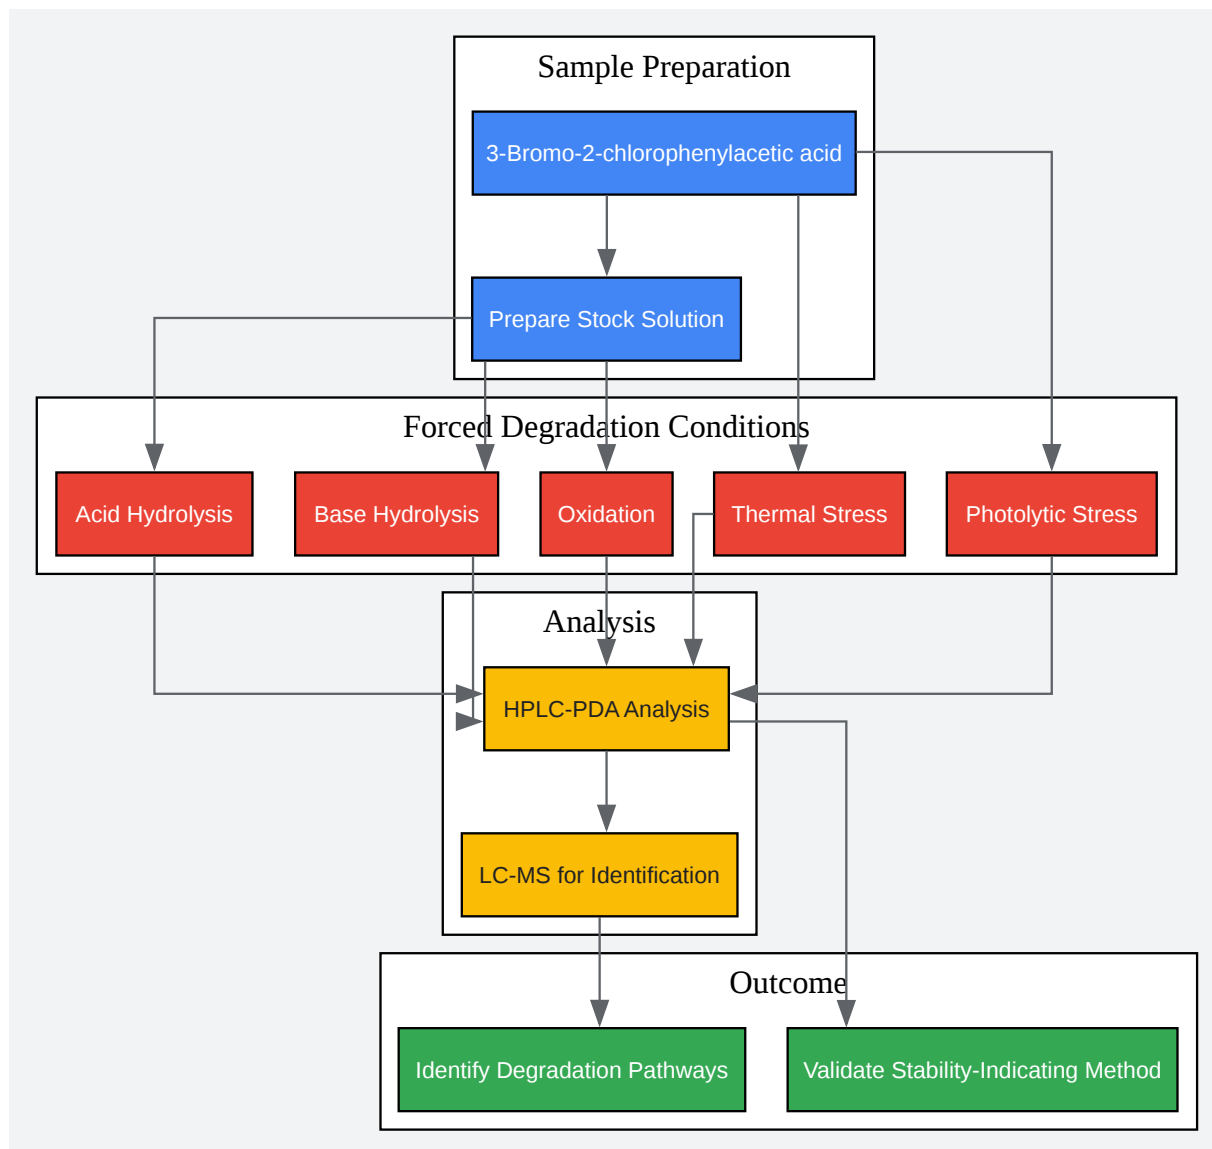 Sample Preparation
3-Bromo-2-chlorophenylacetic acid
Prepare Stock Solution
Forced Degradation Conditions
Acid Hydrolysis
Base Hydrolysis
Oxidation
Thermal Stress
Photolytic Stress
Analysis
HPLC-PDA Analysis
LC-MS for Identification
Outcome
Identify Degradation Pathways
Validate Stability-Indicating Method